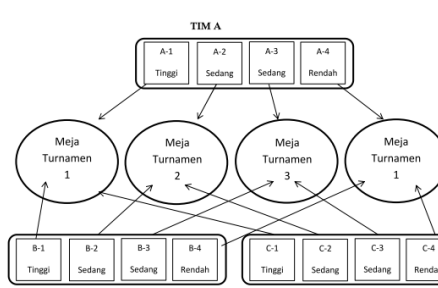 TIM A
A-1 A-2 A-3 A-4
Tinggi Sedang Sedang Rendah
Meja Meja Meja Meja
Turnamen Turnamen Turnamen Turnamen
1 2 3 1
B-1 B-2 B-3 B-4 C-1 C-2 C-3 C-4
Tinggi Sedang Sedang Rendah Tinggi Sedang Sedang Renda